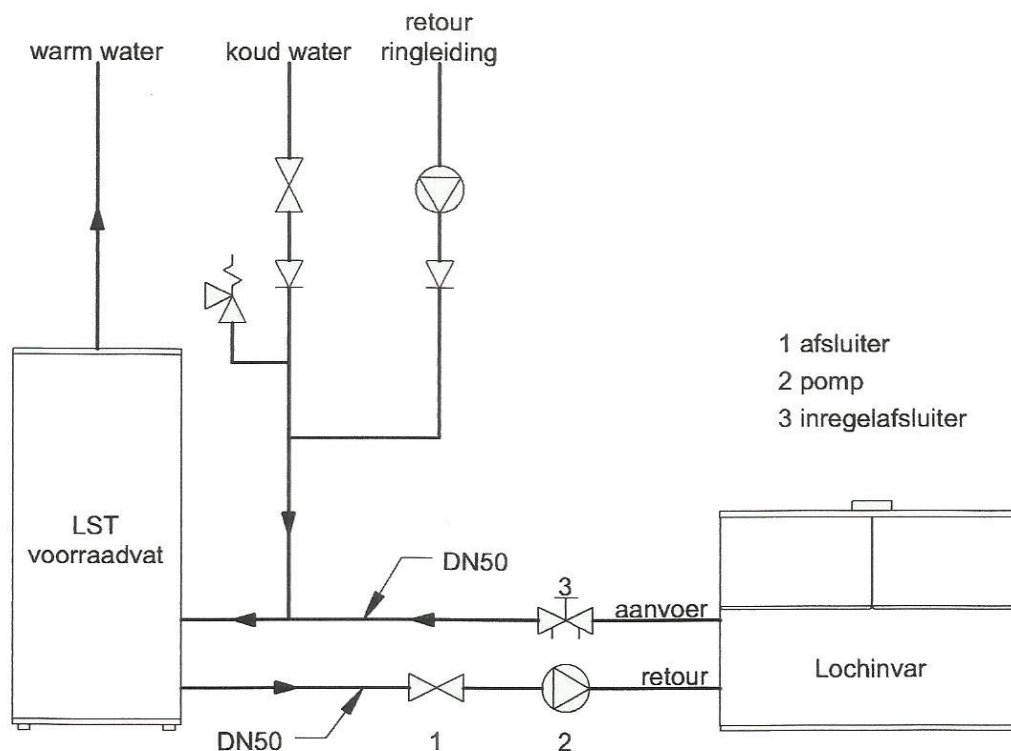 warm water
koud water
retour
ringleiding
1 afsluiter
2 pomp
3 inregelafsluiter
LST
voorraadvat
DN50
3
aanvoer
retour
Lochinvar
DN50
1
2